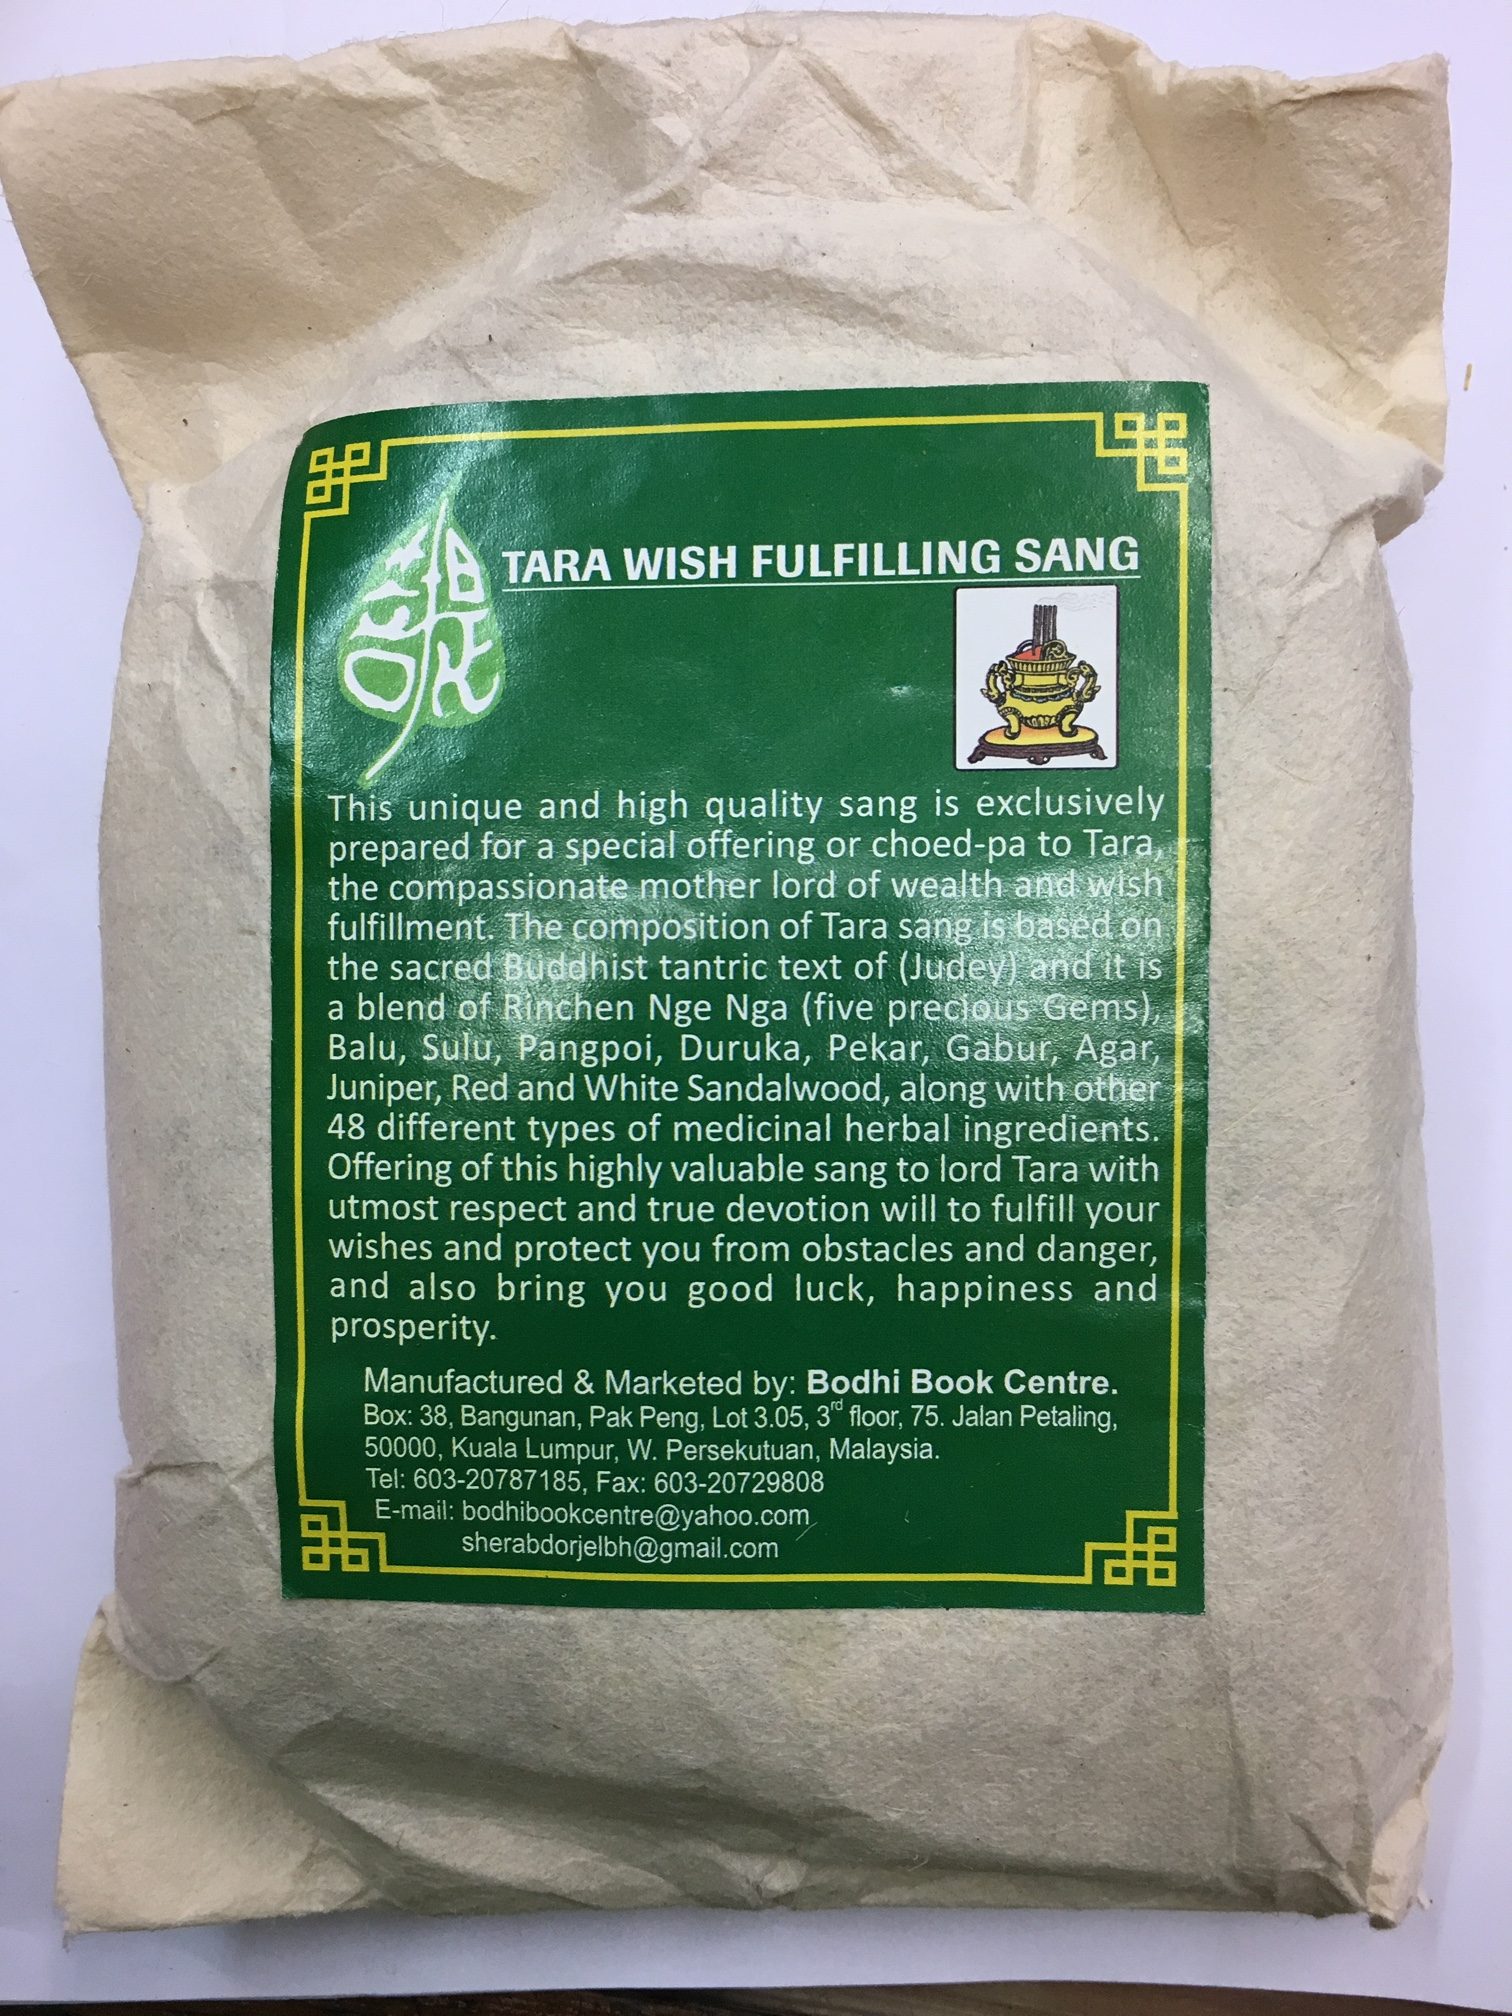 TARA WISH FULFILLING SANG
This unique and high quality sang is exclusively
prepared for a special offering or choed-pa to Tara,
the compassionate mother lord of wealth and wish
fulfillment. The composition of Tara sang is based on
the sacred Buddhist tantric text of (Judey) and it is
a blend of Rinchen Nge Nga (five precious Gems),
Balu, Sulu, Pangpoi, Duruka, Pekar, Gabur, Agar,
Juniper, Red and White Sandalwood, along with other
48 different types of medicinal herbal ingredients.
Offering of this highly valuable sang to lord Tara with
utmost respect and true devotion will to fulfill your
wishes and protect you from obstacles and danger,
and also bring you good luck, happiness and
prosperity.
Manufactured & Marketed by: Bodhi Book Centre.
Box: 38, Bangunan, Pak Peng, Lot 3.05, 3rd floor, 75. Jalan Petaling,
50000, Kuala Lumpur, W. Persekutuan, Malaysia.
Tel: 603-20787185, Fax: 603-20729808
E-mail: bodhibookcentre@yahoo.com
sherabdorjelbh@gmail.com